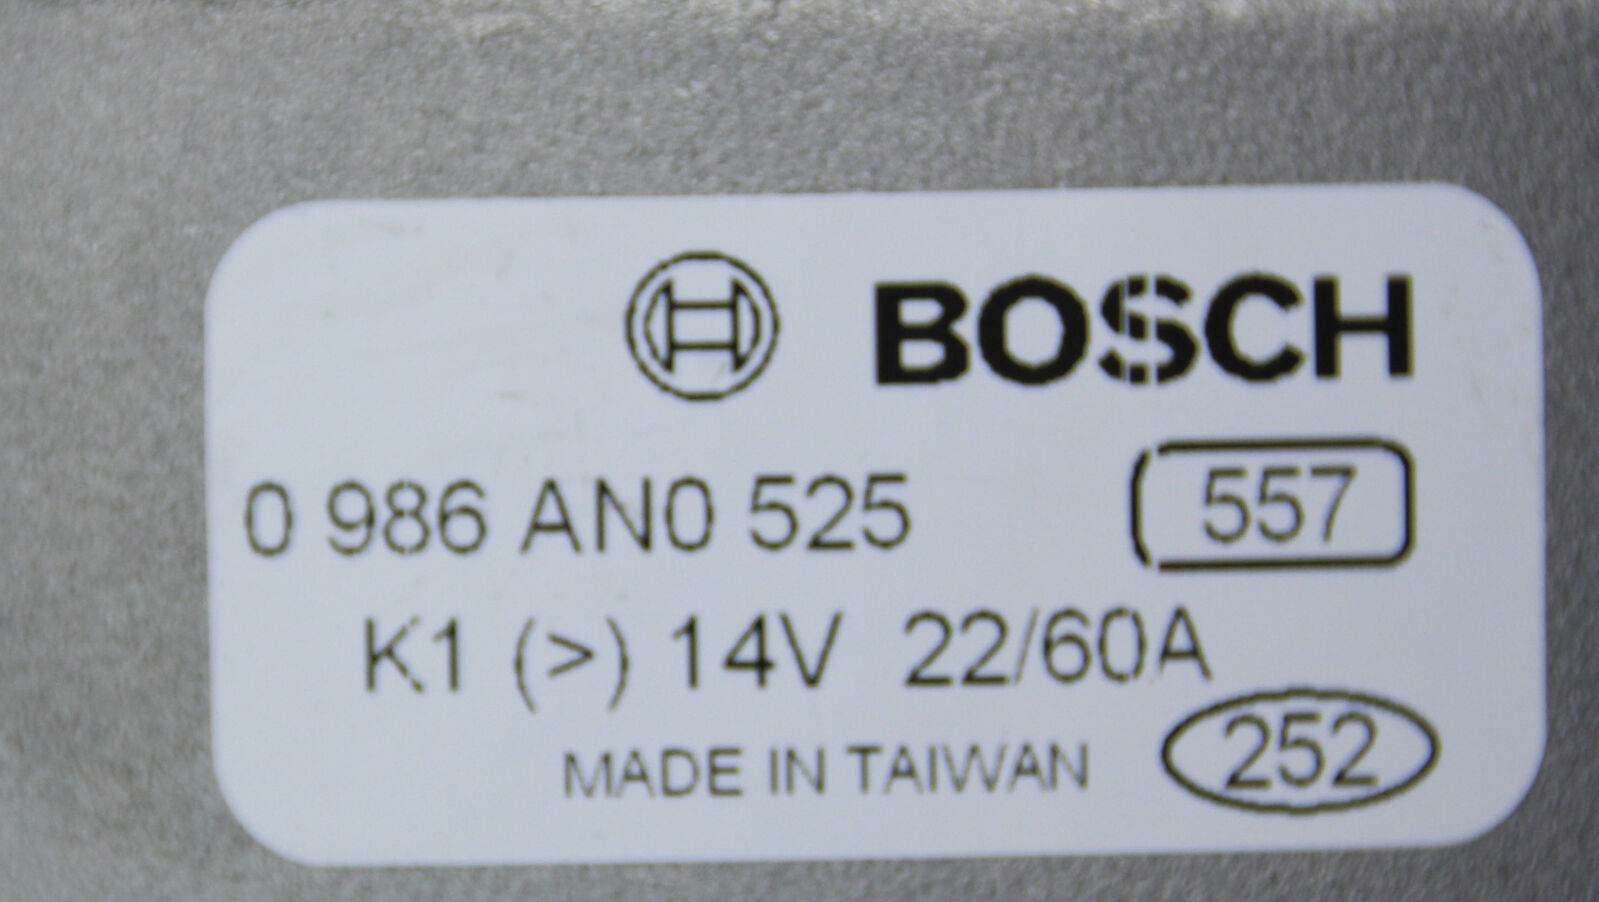 BOSCH
0 986 AN0 525 557
K1 (>) 14V 22/60A
MADE IN TAIWAN 252